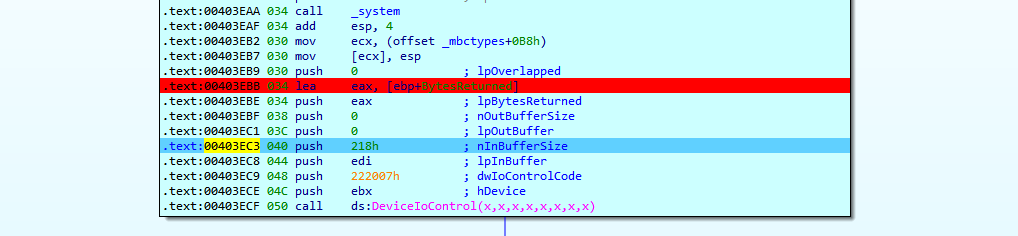 .text:00403EAA 034 call _system
.text:00403EAF 034 add esp, 4
.text:00403EB2 030 mov ecx, (offset _mbctypes+0B8h)
.text:00403EB7 030 mov [ecx], esp
.text:00403EB9 030 push 0 ; lpOverlapped
.text:00403EBB 034 lea eax, [ebp+BytesReturned]
.text:00403EBE 034 push eax ; lpBytesReturned
.text:00403EBF 038 push 0 ; nOutBufferSize
.text:00403EC1 03C push 0 ; lpOutBuffer
.text:00403EC3 040 push 218h ; nInBufferSize
.text:00403EC8 044 push edi ; lpInBuffer
.text:00403EC9 048 push 222007h ; dwIoControlCode
.text:00403ECE 04C push ebx ; hDevice
.text:00403ECF 050 call ds:DeviceIoControl(x,x,x,x,x,x,x,x)